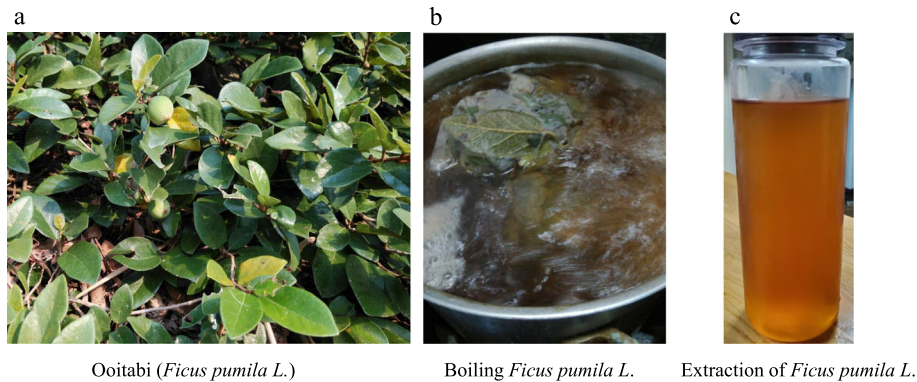 a
b
c
Ooitabi (Ficus pumila L.)
Boiling Ficus pumila L.
Extraction of Ficus pumila L.